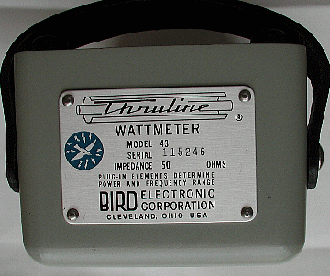 Thruline ®
WATTMETER
MODEL 43
SERIAL 115246
IMPEDANCE 50 OHMS
PLUG-IN ELEMENTS DETERMINE
POWER AND FREQUENCY RANGE
BIRD ELECTRONIC
CORPORATION
CLEVELAND, OHIO USA